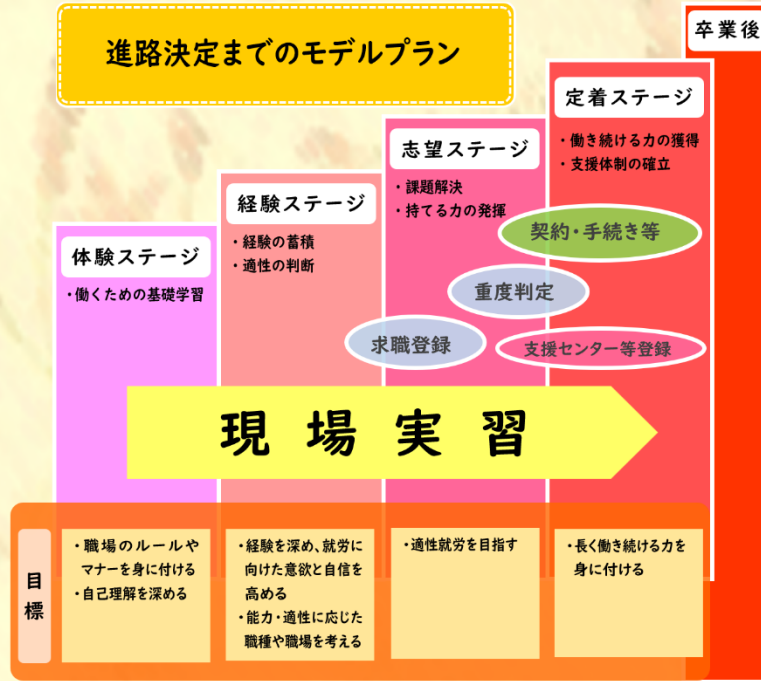 進路決定までのモデルプラン
卒業後
定着ステージ
・働き続ける力の獲得
・支援体制の確立
志望ステージ
・課題解決
・持てる力の発揮
経験ステージ
・経験の蓄積
・適性の判断
体験ステージ
・働くための基礎学習
契約・手続き等
重度判定
求職登録
支援センター等登録
現場実習
目標
・職場のルールや
マナーを身に付ける
・自己理解を深める
・経験を深め、就労に
向けた意欲と自信を
高める
・能力・適性に応じた
職種や職場を考える
・適性就労を目指す
・長く働き続ける力を
身に付ける